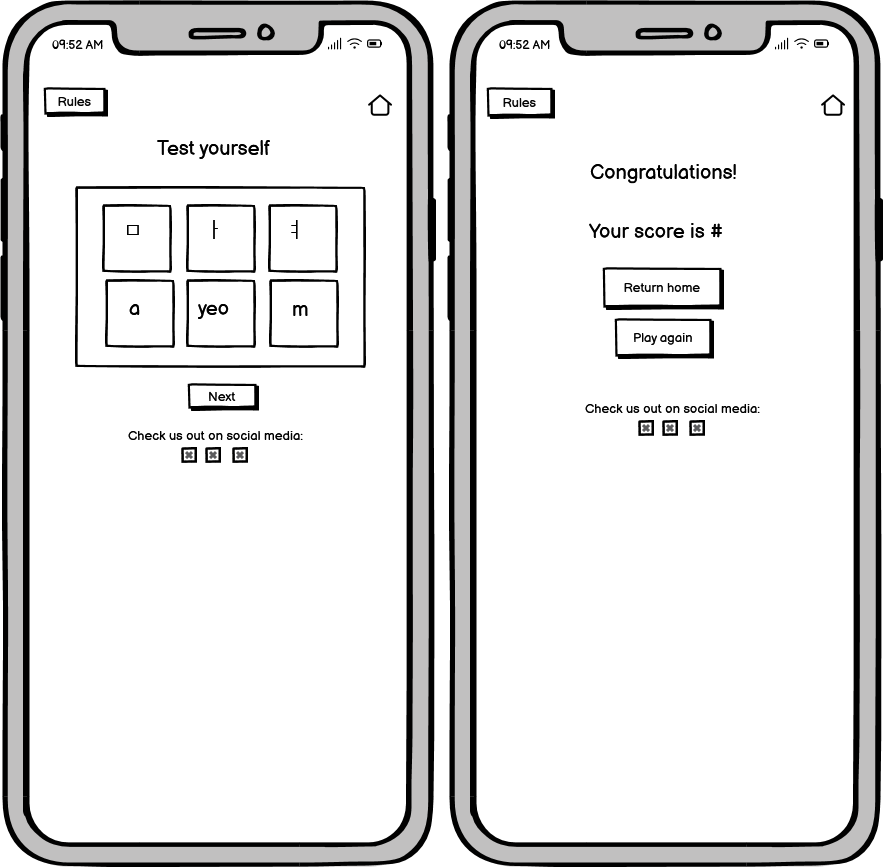 09:52 AM
Rules
Test yourself
ㅁ ㅏ ㅕ
a yeo m
Next
Check us out on social media:
09:52 AM
Rules
Congratulations!
Your score is #
Return home
Play again
Check us out on social media: